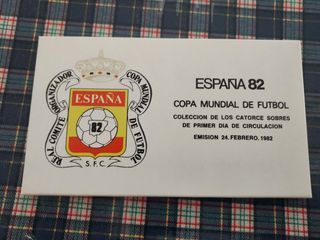 REAL COMITÉ ORGANIZADOR COPA MUNDIAL DE FUTBOL
ESPAÑA
82
S.F.C.
ESPAÑA 82
COPA MUNDIAL DE FUTBOL
COLECCION DE LOS CATORCE SOBRES
DE PRIMER DIA DE CIRCULACION
EMISION 24. FEBRERO. 1982